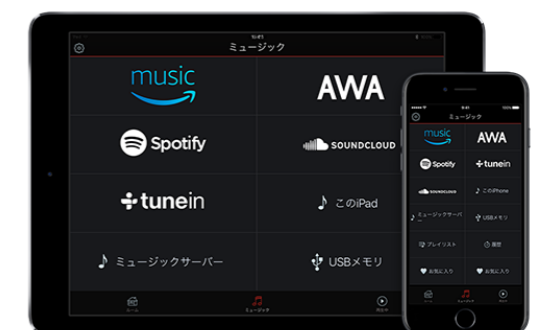 ミュージック
music
AWA
Spotify
SOUNDCLOUD
tunein
このiPad
ミュージックサーバー
USBメモリ
ルーム
ミュージック
ミュージック
music
AWA
Spotify
tunein
SOUNDCLOUD
このiPhone
ミュージックサーバー
USBメモリ
プレイリスト
履歴
お気に入り
お気に入り